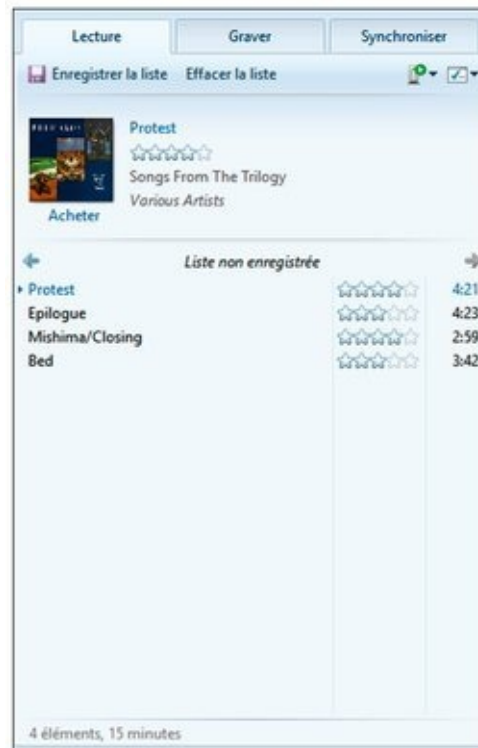 Lecture Graver Synchroniser
Enregistrer la liste Effacer la liste
Protest
Songs From The Trilogy
Various Artists
Acheter
Liste non enregistrée
Protest 4:21
Epilogue 4:23
Mishima/Closing 2:59
Bed 3:42
4 éléments, 15 minutes